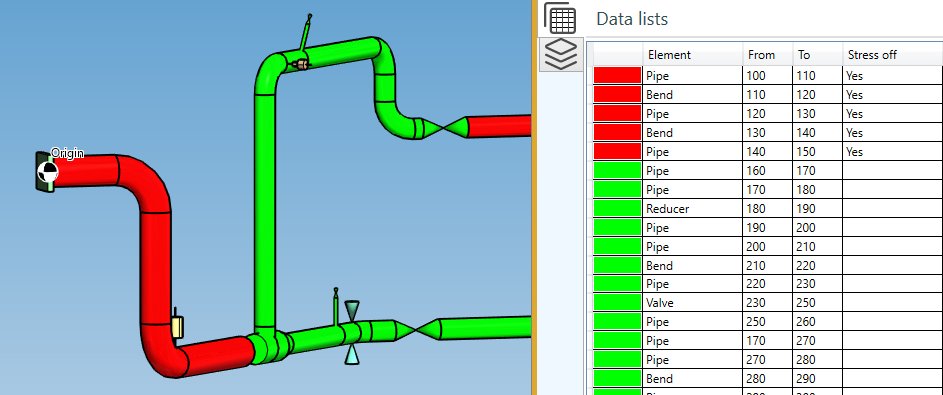 Origin
Data lists
Element From To Stress off
Pipe 100 110 Yes
Bend 110 120 Yes
Pipe 120 130 Yes
Bend 130 140 Yes
Pipe 140 150 Yes
Pipe 160 170
Pipe 170 180
Reducer 180 190
Pipe 190 200
Pipe 200 210
Bend 210 220
Pipe 220 230
Valve 230 250
Pipe 250 260
Pipe 170 270
Pipe 270 280
Bend 280 290